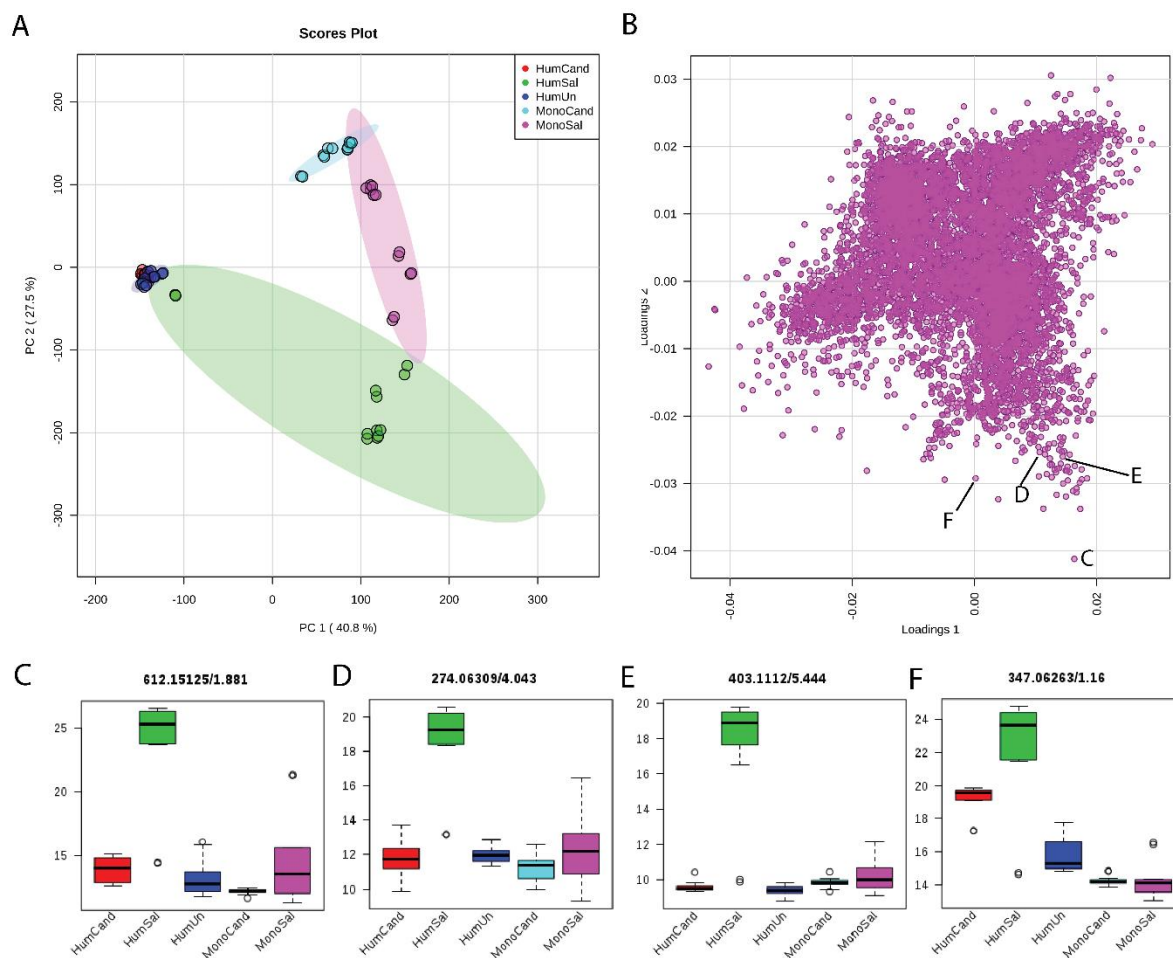 A
Scores Plot
HumCand
HumSal
HumUn
MonoCand
MonoSal
200
100
0
-100
-200
-300
PC 2 ( 27.5 %)
-200
-100
0
100
200
300
PC 1 ( 40.8 %)
B
0.03
0.02
0.01
0.00
-0.01
-0.02
-0.03
-0.04
Loadings 2
D
E
F
C
-0.04
-0.02
0.00
0.02
Loadings 1
C
612.15125/1.881
25
20
15
HumCand
HumSal
HumUn
MonoCand
MonoSal
D
274.06309/4.043
20
18
16
14
12
10
HumCand
HumSal
HumUn
MonoCand
MonoSal
E
403.1112/5.444
20
18
16
14
12
10
HumCand
HumSal
HumUn
MonoCand
MonoSal
F
347.06263/1.16
24
22
20
18
16
14
HumCand
HumSal
HumUn
MonoCand
MonoSal